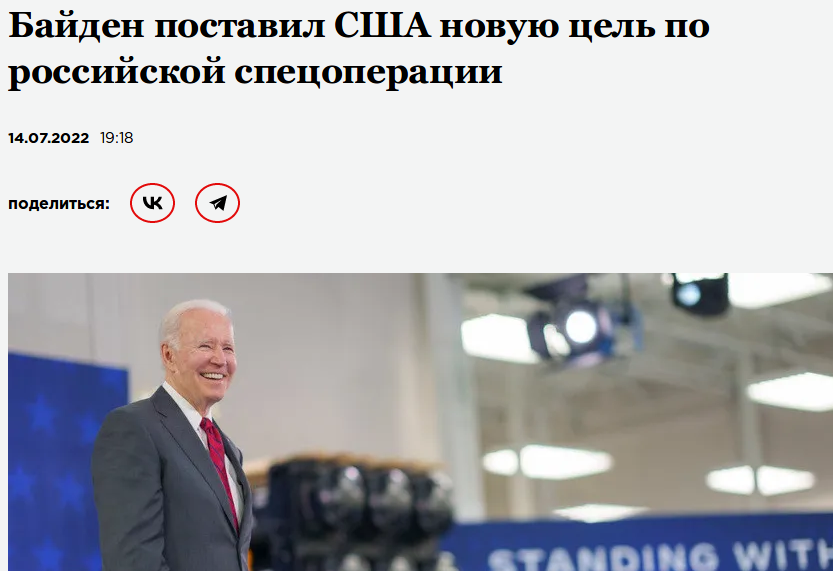 Байден поставил США новую цель по
российской спецоперации
14.07.2022 19:18
поделиться:
STANDING WITH